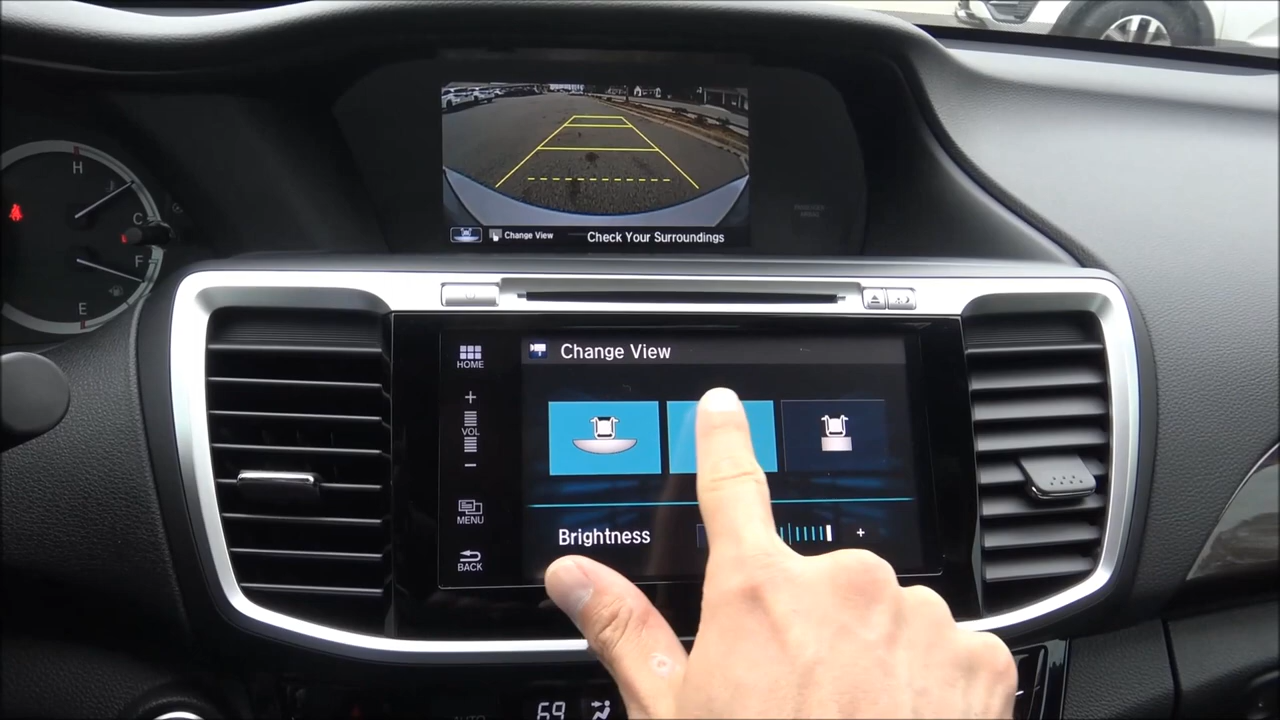 H
C
F
E
Change View
Check Your Surroundings
HOME
+
VOL
-
MENU
BACK
Change View
Brightness
+
69